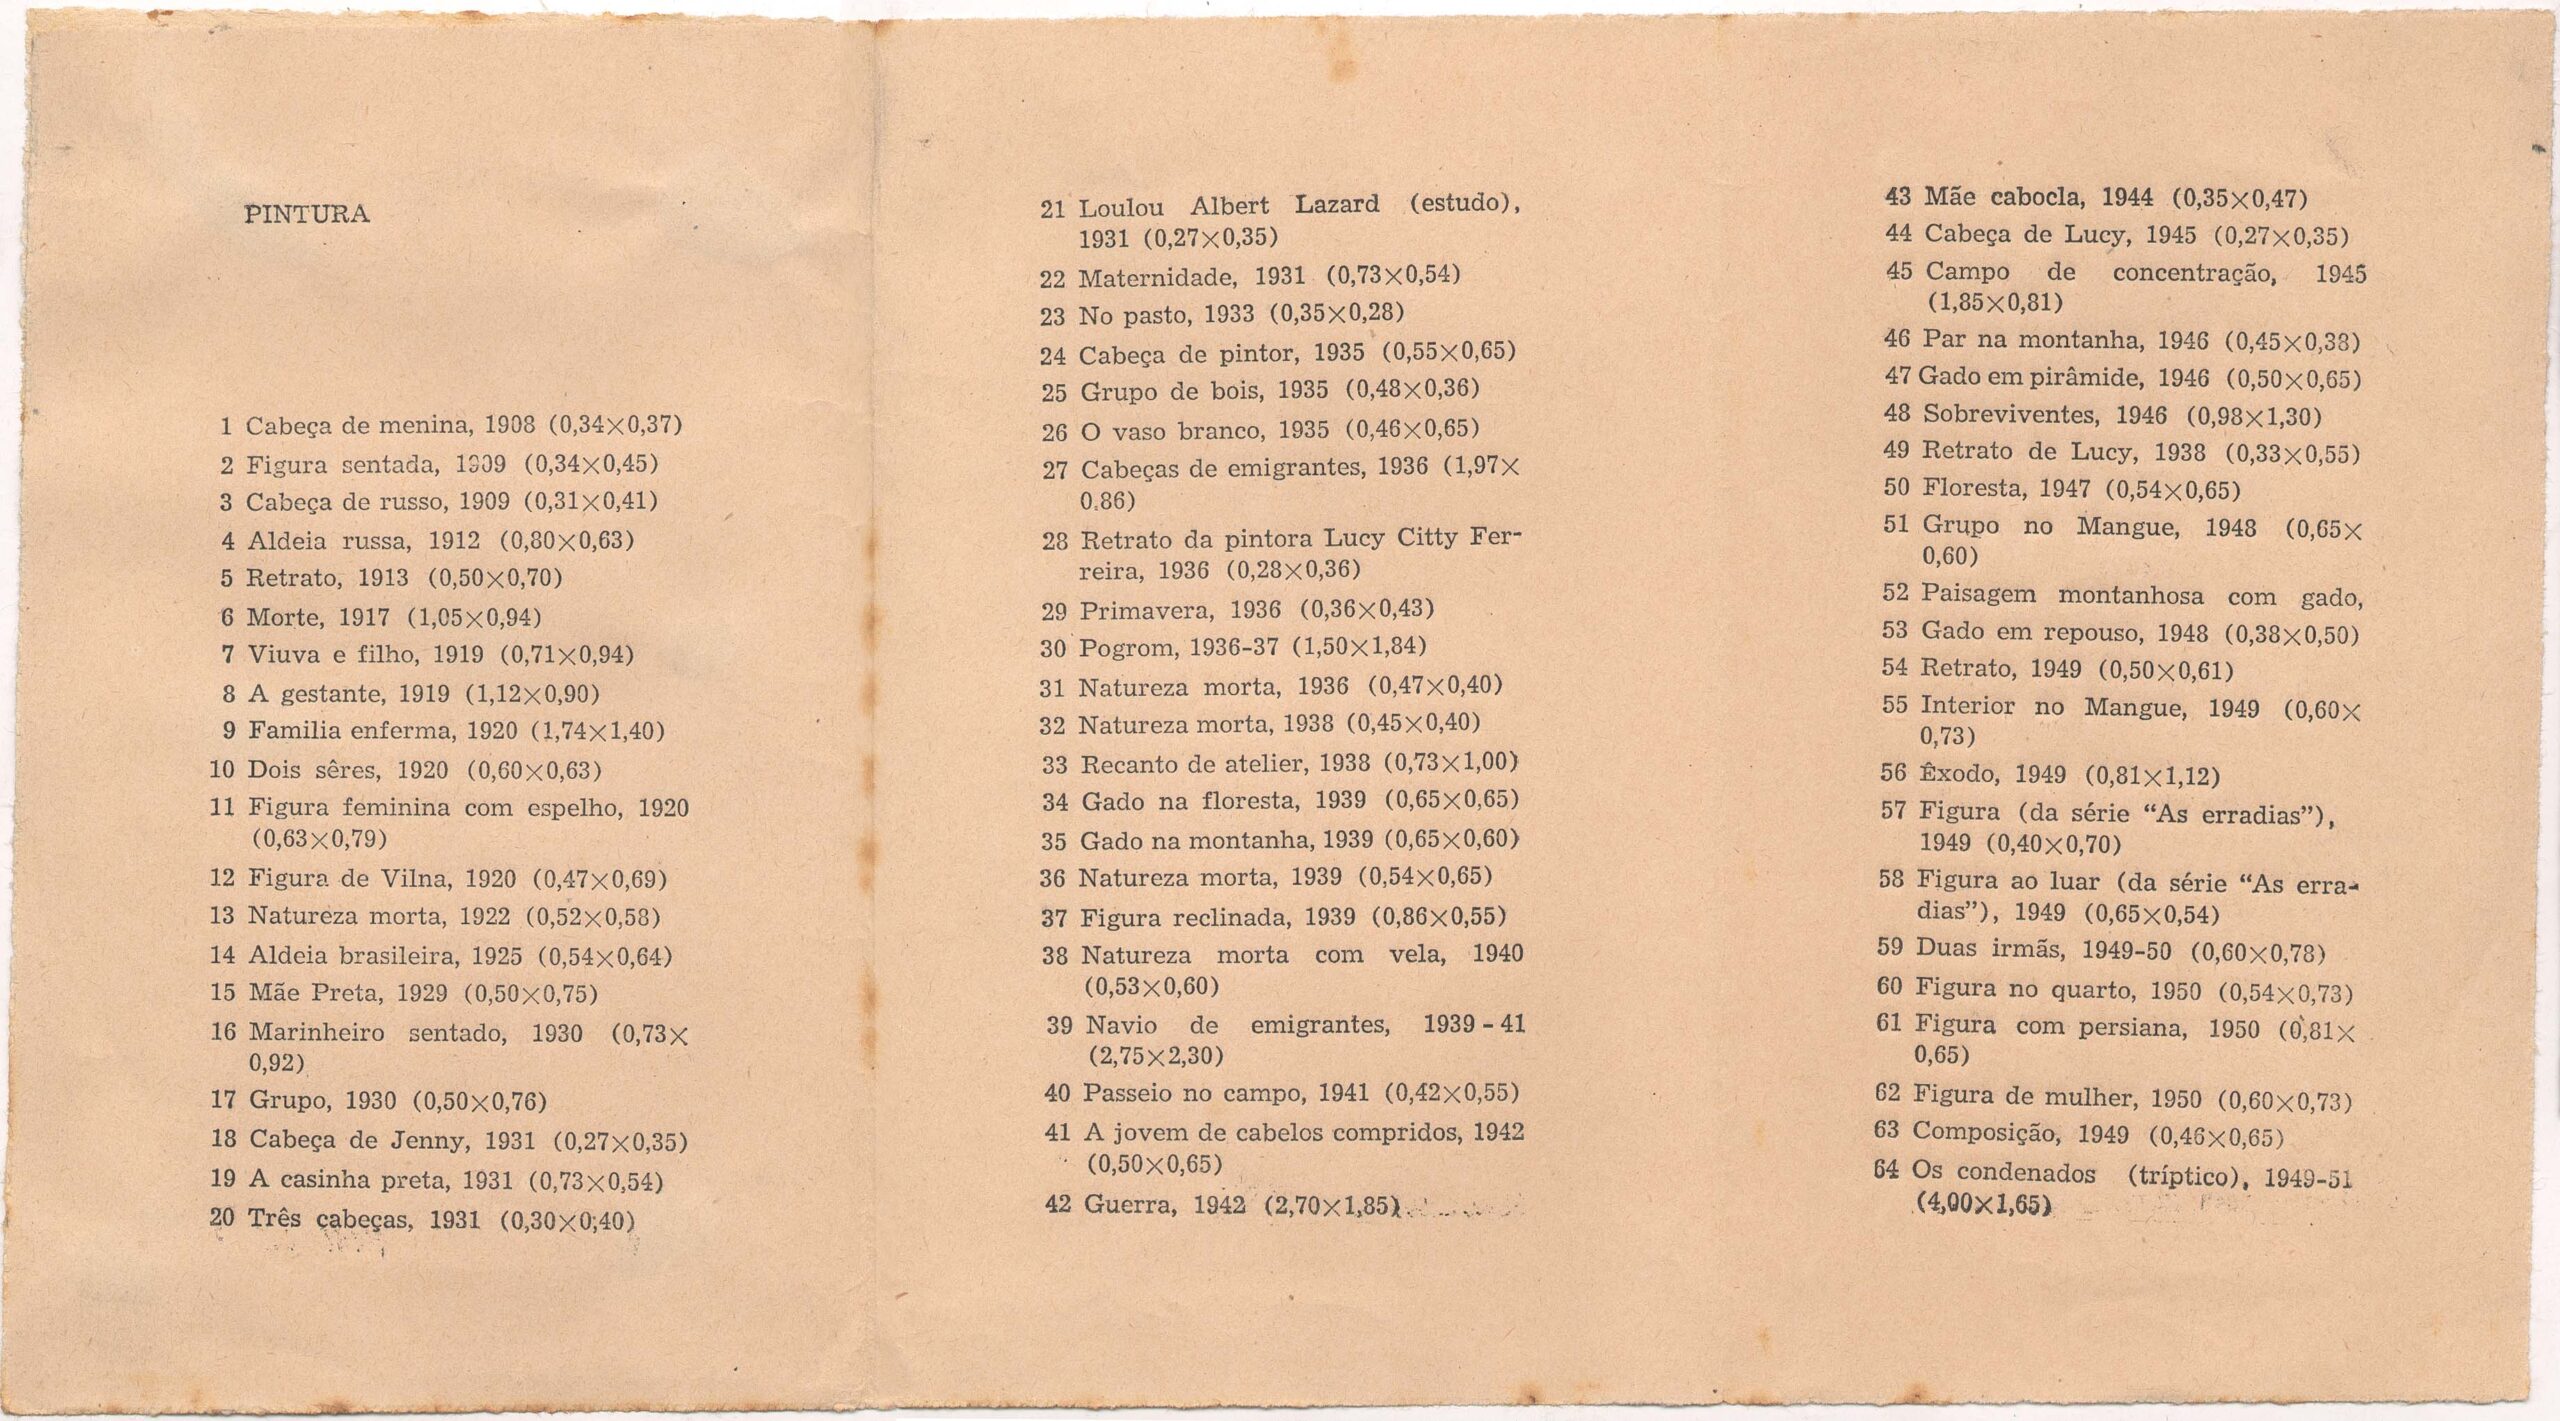 PINTURA
1 Cabeça de menina, 1908 (0,34×0,37)
2 Figura sentada, 1909 (0,34×0,45)
3 Cabeça de russo, 1909 (0,31×0,41)
4 Aldeia russa, 1912 (0,80×0,63)
5 Retrato, 1913 (0,50×0,70)
6 Morte, 1917 (1,05×0,94)
7 Viuva e filho, 1919 (0,71×0,94)
8 A gestante, 1919 (1,12×0,90)
9 Familia enferma, 1920 (1,74×1,40)
10 Dois sêres, 1920 (0,60×0,63)
11 Figura feminina com espelho, 1920
(0,63×0,79)
12 Figura de Vilna, 1920 (0,47×0,69)
13 Natureza morta, 1922 (0,52×0,58)
14 Aldeia brasileira, 1925 (0,54×0,64)
15 Mãe Preta, 1929 (0,50×0,75)
16 Marinheiro sentado, 1930 (0,73×
0,92)
17 Grupo, 1930 (0,50×0,76)
18 Cabeça de Jenny, 1931 (0,27×0,35)
19 A casinha preta, 1931 (0,73×0,54)
20 Três cabeças, 1931 (0,30×0,40)
21 Loulou Albert Lazard (estudo),
1931 (0,27×0,35)
22 Maternidade, 1931 (0,73×0,54)
23 No pasto, 1933 (0,35×0,28)
24 Cabeça de pintor, 1935 (0,55×0,65)
25 Grupo de bois, 1935 (0,48×0,36)
26 O vaso branco, 1935 (0,46×0,65)
27 Cabeças de emigrantes, 1936 (1,97×
0.86)
28 Retrato da pintora Lucy Citty Fer-
reira, 1936 (0,28×0,36)
29 Primavera, 1936 (0,36×0,43)
30 Pogrom, 1936-37 (1,50×1,84)
31 Natureza morta, 1936 (0,47×0,40)
32 Natureza morta, 1938 (0,45×0,40)
33 Recanto de atelier, 1938 (0,73×1,00)
34 Gado na floresta, 1939 (0,65×0,65)
35 Gado na montanha, 1939 (0,65×0,60)
36 Natureza morta, 1939 (0,54×0,65)
37 Figura reclinada, 1939 (0,86×0,55)
38 Natureza morta com vela, 1940
(0,53×0,60)
39 Navio de emigrantes, 1939 - 41
(2,75×2,30)
40 Passeio no campo, 1941 (0,42×0,55)
41 A jovem de cabelos compridos, 1942
(0,50×0,65)
42 Guerra, 1942 (2,70×1,85)
43 Mãe cabocla, 1944 (0,35×0,47)
44 Cabeça de Lucy, 1945 (0,27×0,35)
45 Campo de concentração, 1945
(1,85×0,81)
46 Par na montanha, 1946 (0,45×0,38)
47 Gado em pirâmide, 1946 (0,50×0,65)
48 Sobreviventes, 1946 (0,98×1,30)
49 Retrato de Lucy, 1938 (0,33×0,55)
50 Floresta, 1947 (0,54×0,65)
51 Grupo no Mangue, 1948 (0,65×
0,60)
52 Paisagem montanhosa com gado,
53 Gado em repouso, 1948 (0,38×0,50)
54 Retrato, 1949 (0,50×0,61)
55 Interior no Mangue, 1949 (0,60×
0,73)
56 Êxodo, 1949 (0,81×1,12)
57 Figura (da série “As erradias”),
1949 (0,40×0,70)
58 Figura ao luar (da série “As erra-
dias”), 1949 (0,65×0,54)
59 Duas irmãs, 1949-50 (0,60×0,78)
60 Figura no quarto, 1950 (0,54×0,73)
61 Figura com persiana, 1950 (0,81×
0,65)
62 Figura de mulher, 1950 (0,60×0,73)
63 Composição, 1949 (0,46×0,65)
64 Os condenados (tríptico), 1949-51
(4,00×1,65)